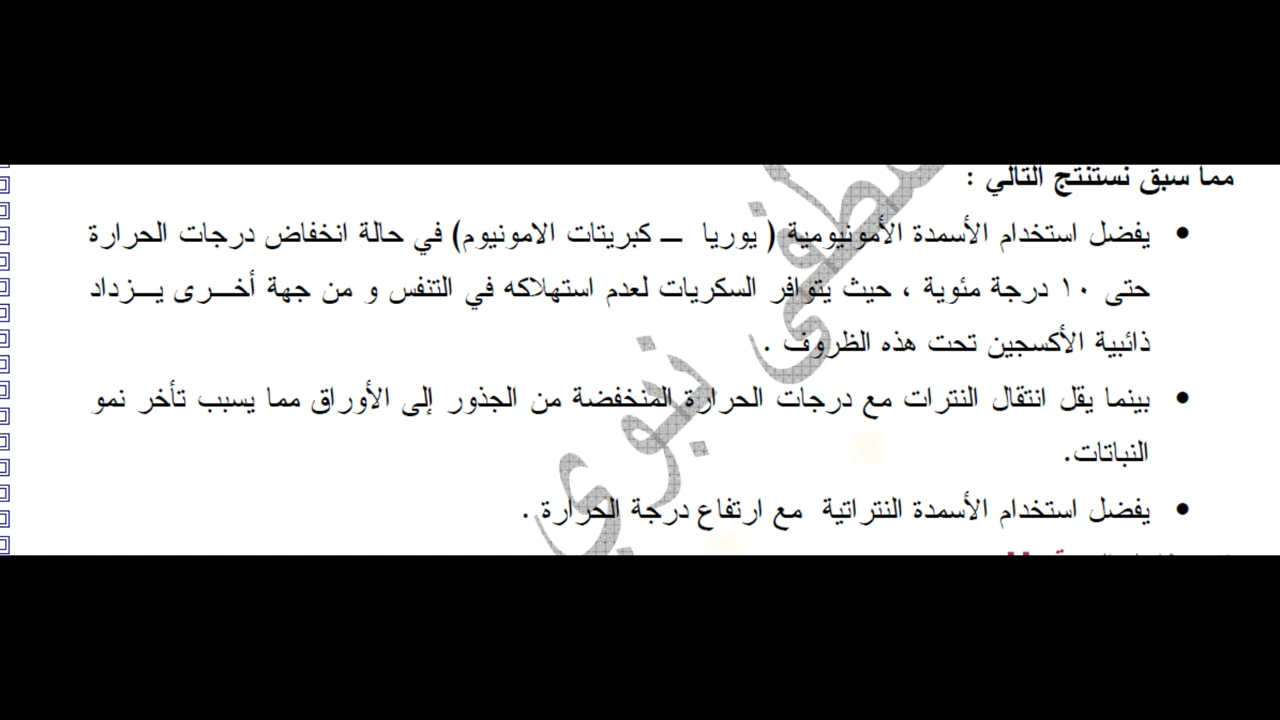 مما سبق نستنتج التالي :
• يفضل استخدام الأسمدة الأمونيومية ( يوريا ــ كبريتات الامونيوم) في حالة انخفاض درجات الحرارة
حتى ١٠ درجة مئوية ، حيث يتوافر السكريات لعدم استهلاكه في التنفس و من جهة أخـــرى يـــزداد
ذائبية الأكسجين تحت هذه الظروف .
• بينما يقل انتقال النترات مع درجات الحرارة المنخفضة من الجذور إلى الأوراق مما يسبب تأخر نمو
النباتات.
• يفضل استخدام الأسمدة النتراتية مع ارتفاع درجة الحرارة .
نبوي